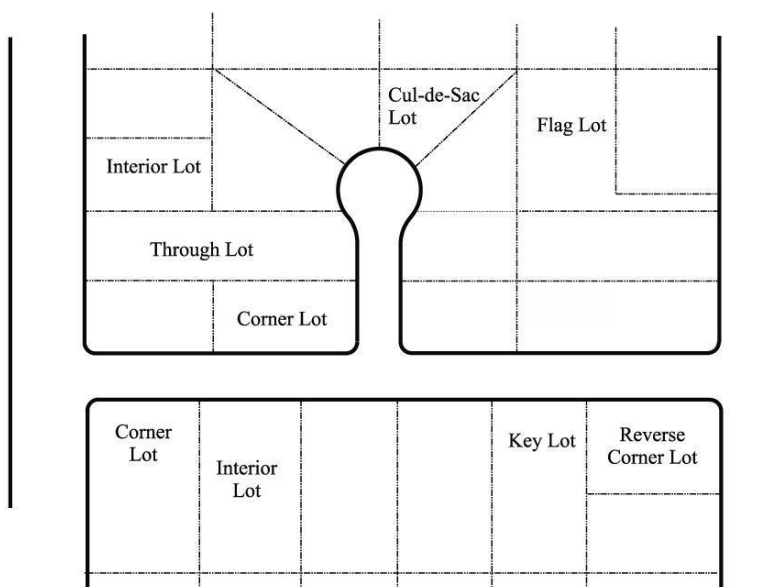 Cul-de-Sac
Lot
Flag Lot
Interior Lot
Through Lot
Corner Lot
Corner
Lot
Interior
Lot
Key Lot
Reverse
Corner Lot